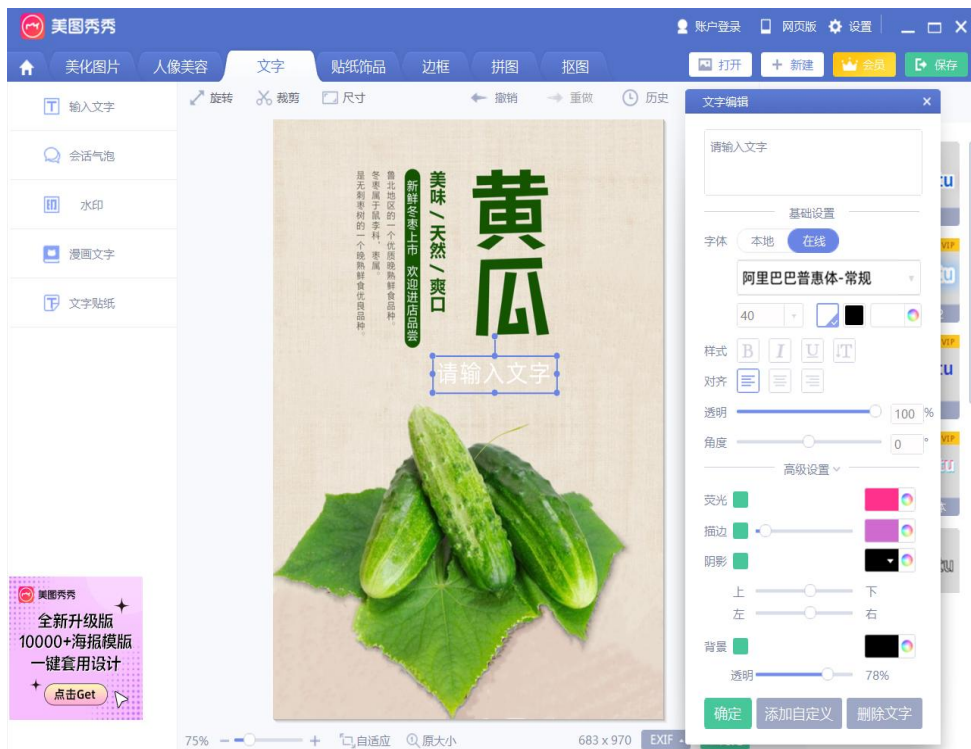 美图秀秀
账户登录 网页版 设置
美化图片 人像美容 文字 贴纸饰品 边框 拼图 抠图
打开 新建 会员 保存
输入文字
会话气泡
水印
漫画文字
文字贴纸
旋转 裁剪 尺寸 撤销 重做 历史
黄瓜
美味/天然/爽口
新鲜冬枣上市 欢迎进店品尝
鲁北地区的一个优质晚熟鲜食品种。
冬枣属于鼠李科，枣属。
是无刺枣树的一个晚熟鲜食优良品种。
请输入文字
文字编辑
请输入文字
基础设置
字体 本地 在线
阿里巴巴普惠体-常规
40
样式 B I U IT
对齐
透明 100 %
角度 0 °
高级设置
荧光
描边
阴影
上 下
左 右
背景
透明 78%
确定 添加自定义 删除文字
VIP
VIP
VIP
美图秀秀
全新升级版
10000+海报模版
一键套用设计
点击Get
75% 自适应 原大小 683 x 970 EXIF